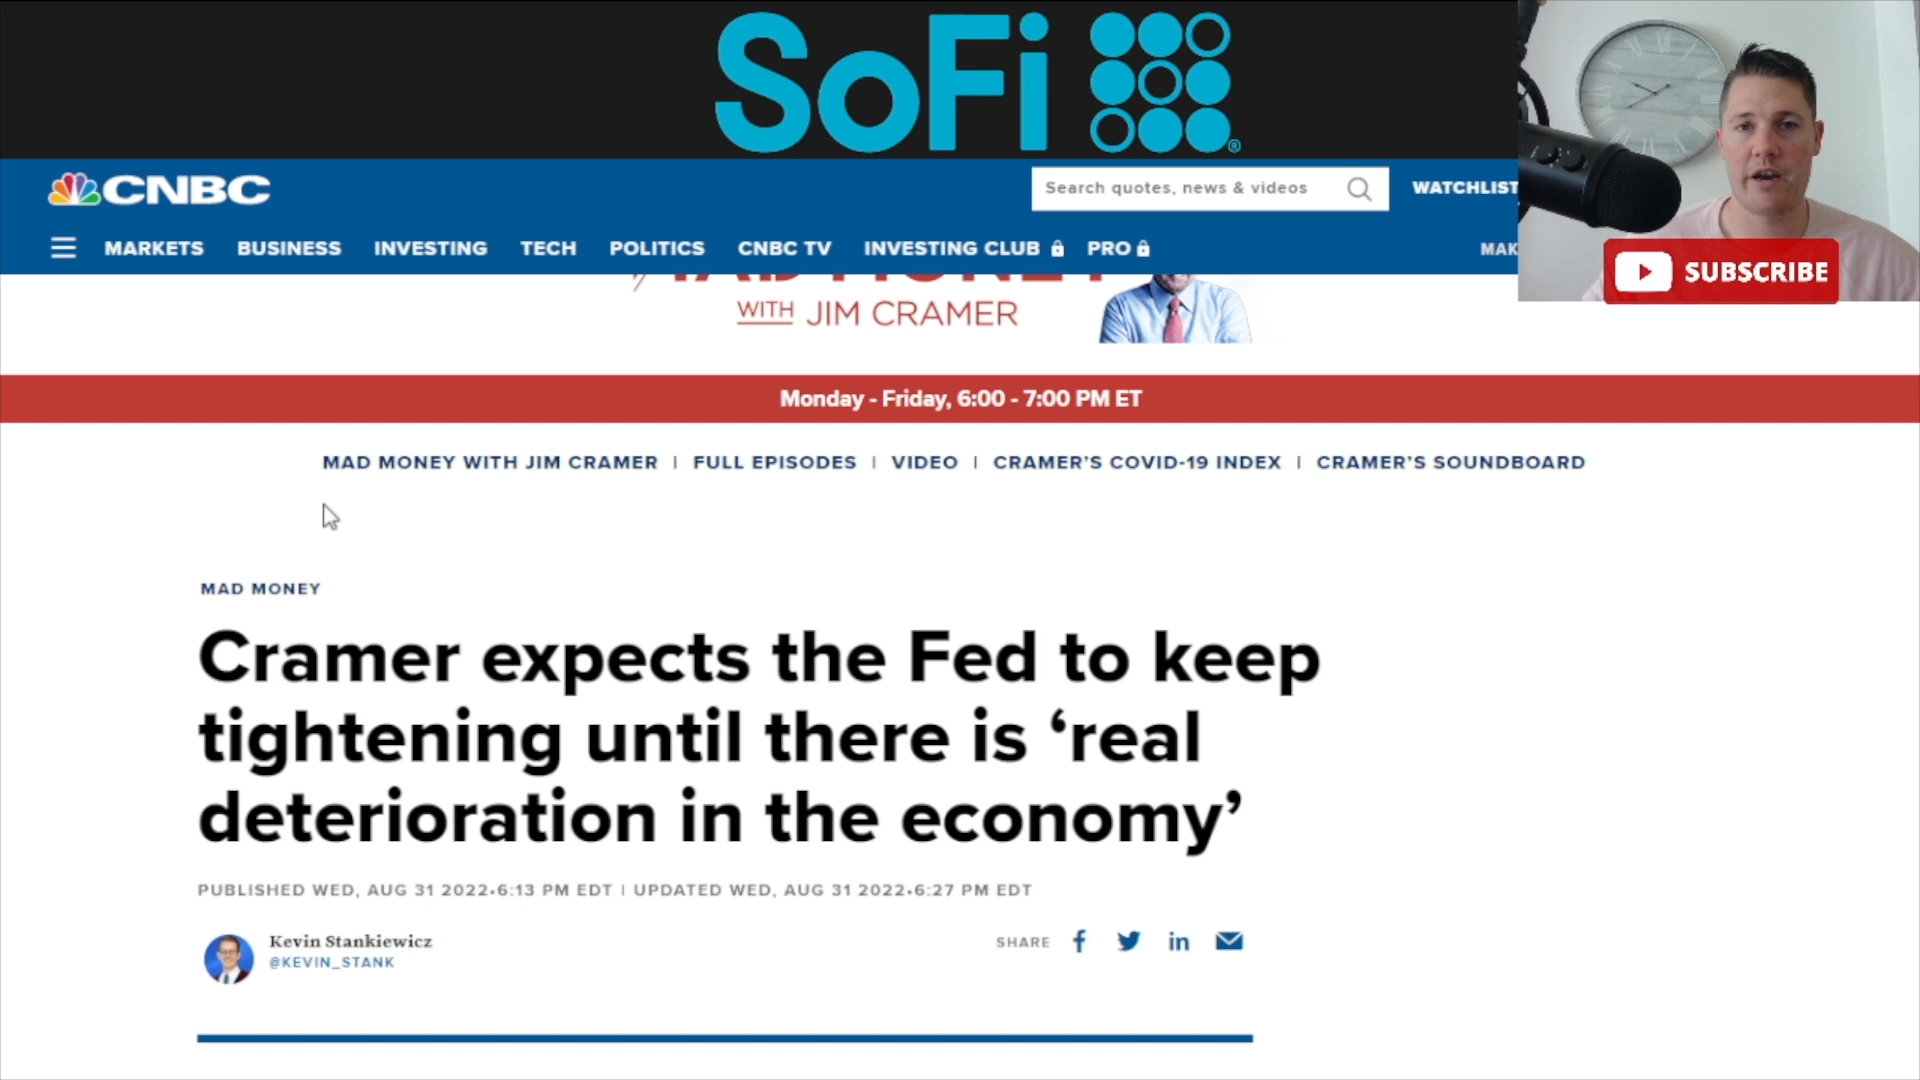 SoFi
®
CNBC
Search quotes, news & videos
WATCHLIST
MARKETS BUSINESS INVESTING TECH POLITICS CNBC TV INVESTING CLUB PRO
MAK
SUBSCRIBE
WITH JIM CRAMER
Monday - Friday, 6:00 - 7:00 PM ET
MAD MONEY WITH JIM CRAMER | FULL EPISODES | VIDEO | CRAMER'S COVID-19 INDEX | CRAMER'S SOUNDBOARD
MAD MONEY
Cramer expects the Fed to keep
tightening until there is ‘real
deterioration in the economy’
PUBLISHED WED, AUG 31 2022•6:13 PM EDT | UPDATED WED, AUG 31 2022•6:27 PM EDT
Kevin Stankiewicz
@KEVIN_STANK
SHARE